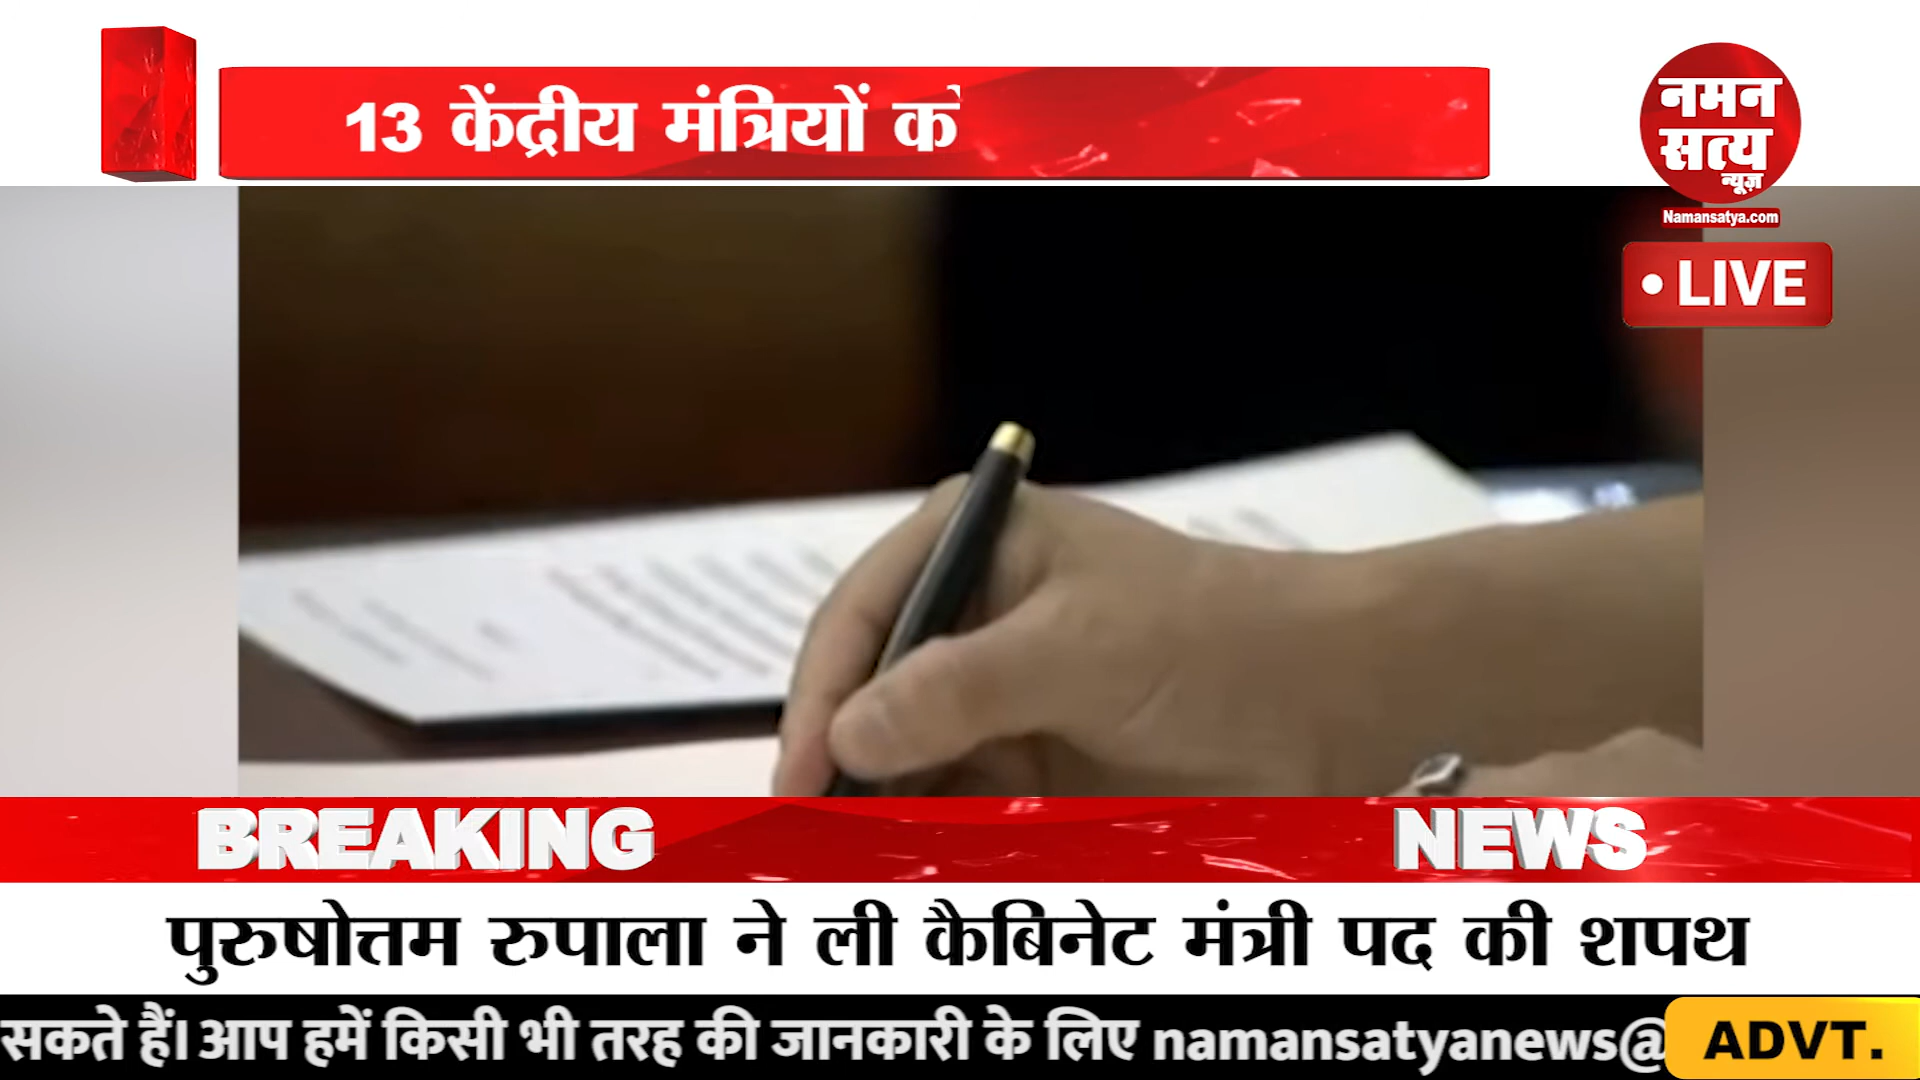 13 केंद्रीय मंत्रियों
नमन
सत्य
न्यूज़
Namansatya.com
LIVE
BREAKING NEWS
पुरुषोत्तम रुपाला ने ली कैबिनेट मंत्री पद की शपथ
सकते हैं। आप हमें किसी भी तरह की जानकारी के लिए namansatyanews@
ADVT.